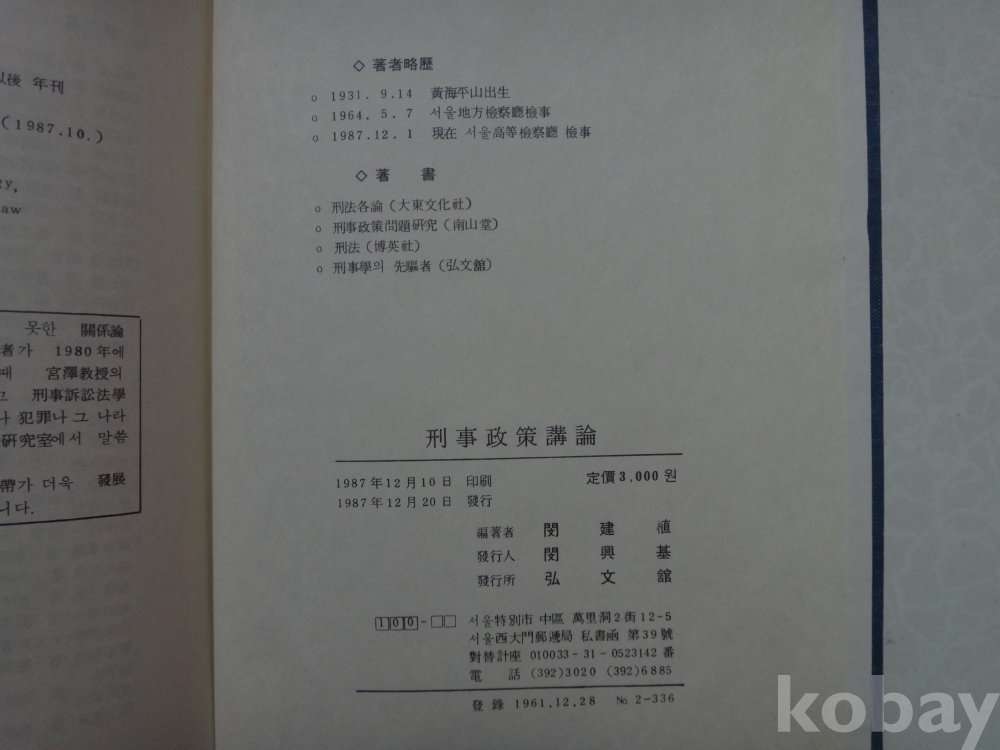 以後 年刊
(1987.10.)
gy,
aw
못한 關係論
者가 1980年에
때 宮澤教授의
고 刑事訴訟法學
나 犯罪나 그 나라
研究室에서 말씀
帶가 더욱 發展
니다.
◇ 著者略歷
o 1931. 9.14 黃海平山出生
o 1964. 5. 7 서울地方檢察廳檢事
o 1987.12. 1 現在 서울高等檢察廳 檢事
◇ 著 書
o 刑法各論 (大東文化社)
o 刑事政策問題研究 (南山堂)
o 刑法 (博英社)
o 刑事學의 先驅者 (弘文舘)
刑事政策講論
1987年 12月 10日 印刷 定價 3,000 원
1987年 12月 20日 發行
編著者 閔 建 植
發行人 閔 興 基
發行所 弘 文 舘
100-□□ 서울特別市 中區 萬里洞2街12-5
서울西大門郵遞局 私書函 第39號
對替計座 010033-31-0523142 番
電 話 (392)3020 (392)6885
登 錄 1961.12.28 No 2-336
kobay